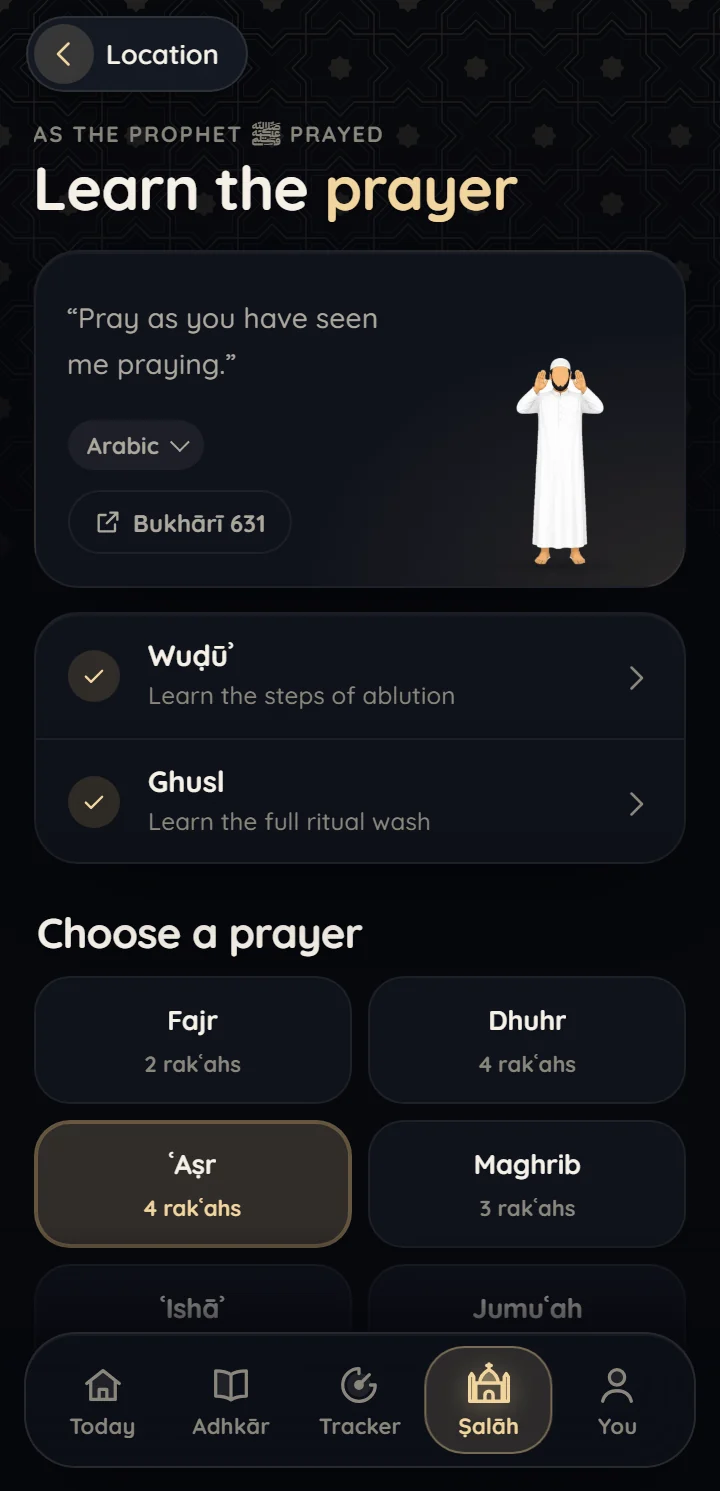 Location
AS THE PROPHET ﷺ PRAYED
Learn the prayer
“Pray as you have seen
me praying.”
Arabic
Bukhārī 631
Wuḍūʾ
Learn the steps of ablution
Ghusl
Learn the full ritual wash
Choose a prayer
Fajr
2 rakʿahs
Dhuhr
4 rakʿahs
ʿAṣr
4 rakʿahs
Maghrib
3 rakʿahs
ʿIshāʾ
Jumuʿah
Today
Adhkār
Tracker
Ṣalāh
You